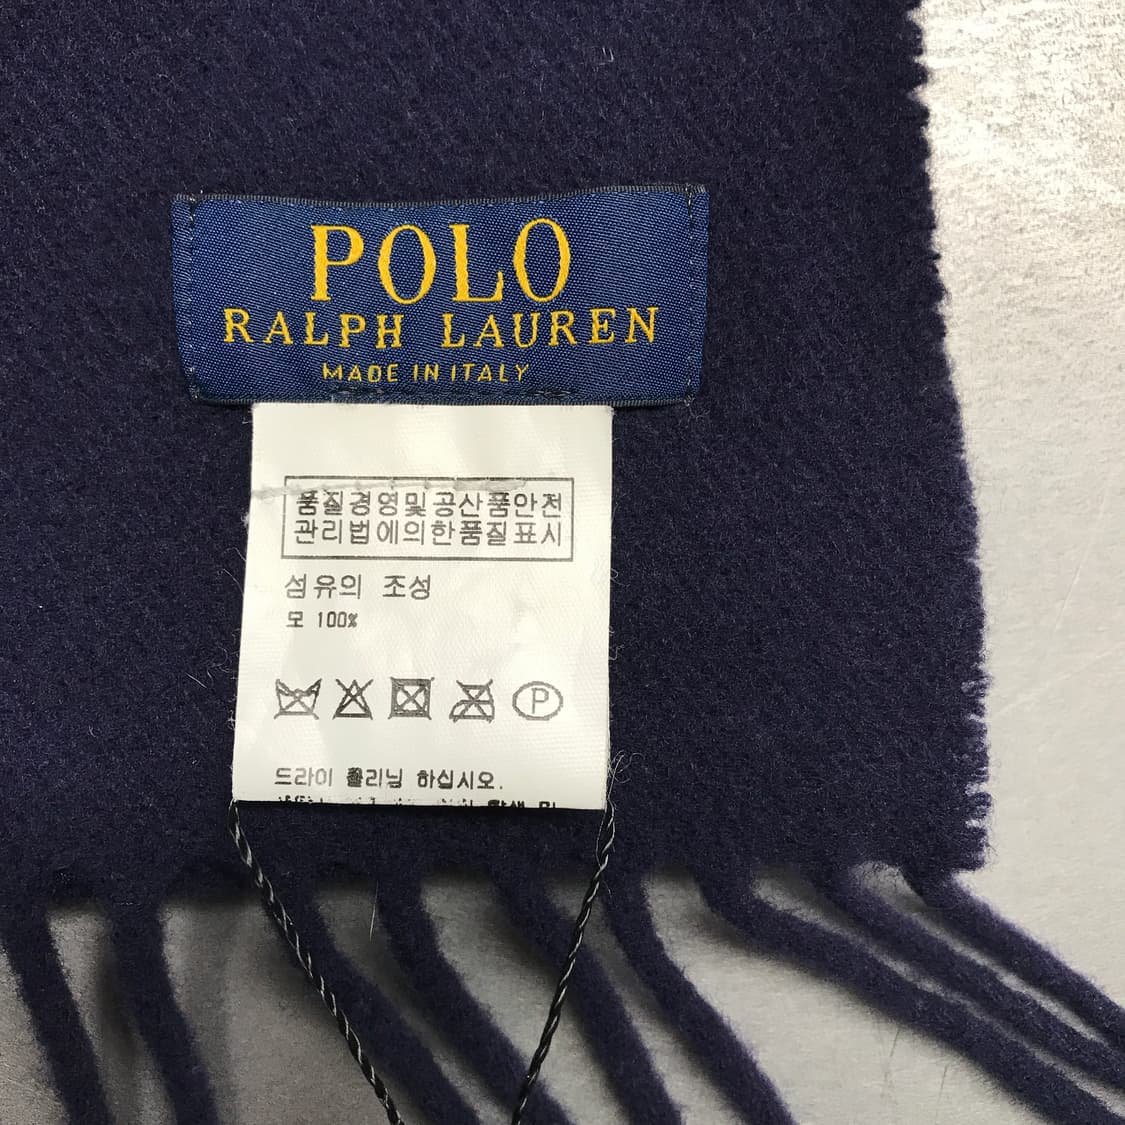 POLO
RALPH LAUREN
MADE IN ITALY
품질경영및공산품안전
관리법에의한품질표시
섬유의 조성
모 100%
P
드라이 클리닝 하십시오.